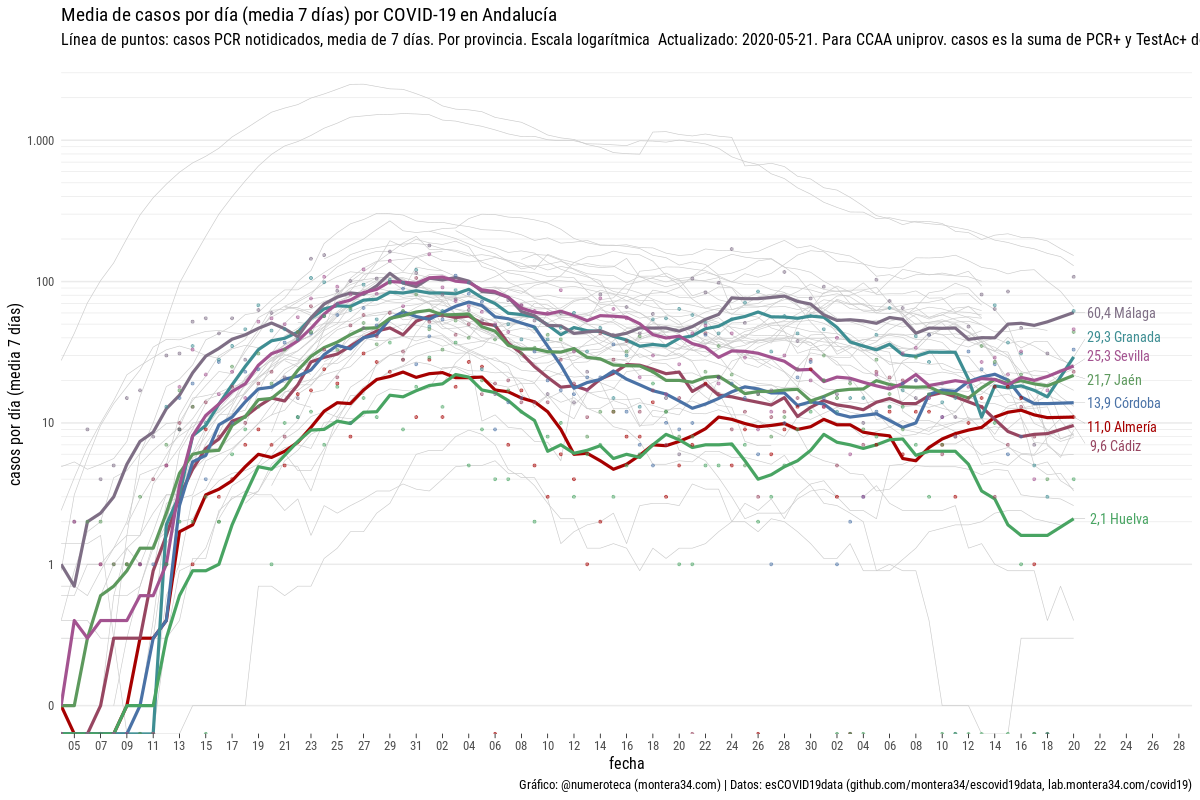 Media de casos por día (media 7 días) por COVID-19 en Andalucía
Línea de puntos: casos PCR notidicados, media de 7 días. Por provincia. Escala logarítmica  Actualizado: 2020-05-21. Para CCAA uniprov. casos es la suma de PCR+ y TestAc+ d
casos por día (media 7 días)
1.000
100
10
1
0
60,4 Málaga
29,3 Granada
25,3 Sevilla
21,7 Jaén
13,9 Córdoba
11,0 Almería
9,6 Cádiz
2,1 Huelva
05 07 09 11 13 15 17 19 21 23 25 27 29 31 02 04 06 08 10 12 14 16 18 20 22 24 26 28 30 02 04 06 08 10 12 14 16 18 20 22 24 26 28
fecha
Gráfico: @numeroteca (montera34.com) | Datos: esCOVID19data (github.com/montera34/escovid19data, lab.montera34.com/covid19)